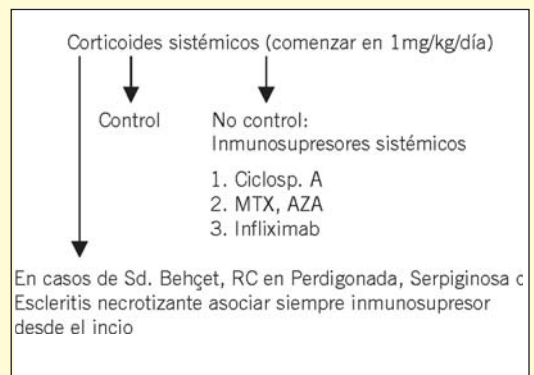 Corticoides sistémicos (comenzar en 1mg/kg/día)
Control
No control:
Inmunosupresores sistémicos
1. Ciclosp. A
2. MTX, AZA
3. Infliximab
En casos de Sd. Behçet, RC en Perdigonada, Serpiginosa
Escleritis necrotizante asociar siempre inmunosupresor
desde el incio